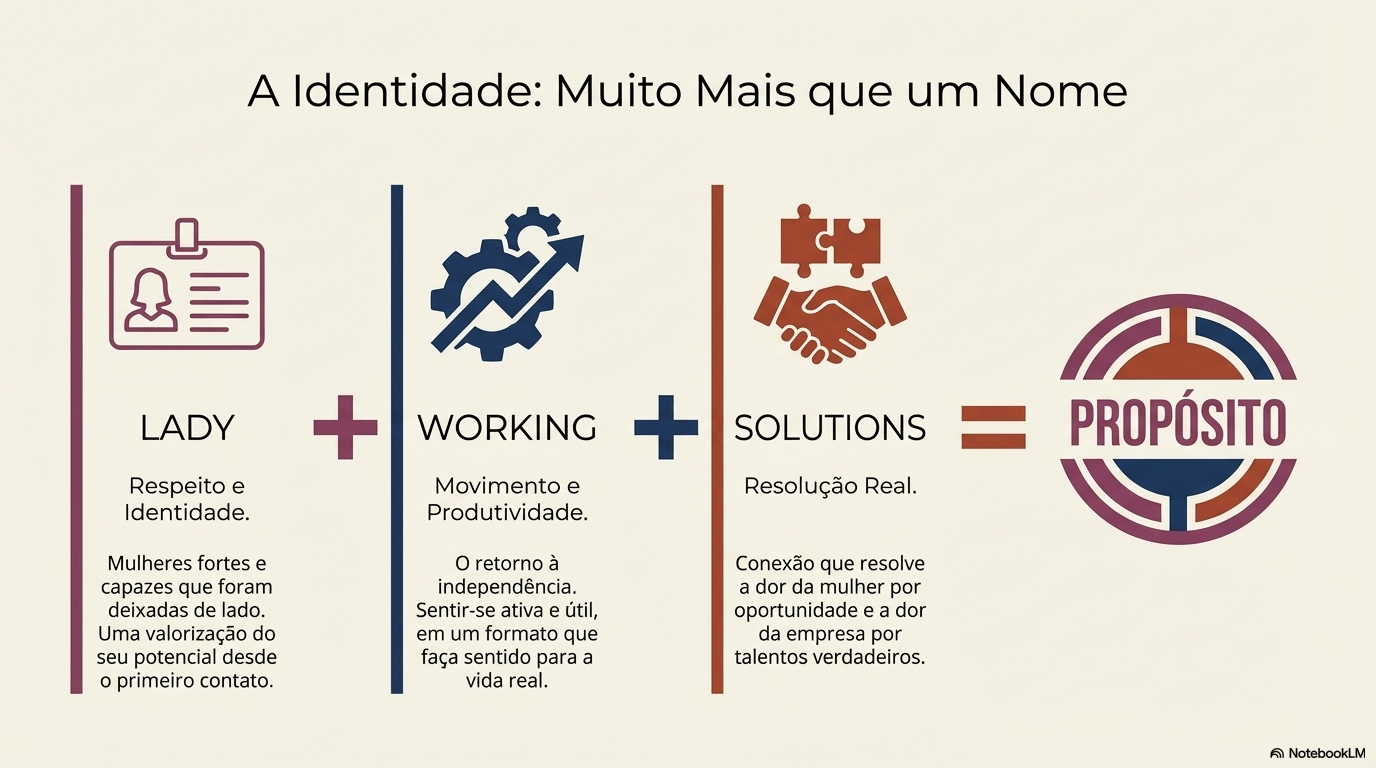 A Identidade: Muito Mais que um Nome
LADY
Respeito e
Identidade.
Mulheres fortes e
capazes que foram
deixadas de lado.
Uma valorização do
seu potencial desde
o primeiro contato.
+
WORKING
Movimento e
Produtividade.
O retorno à
independência.
Sentir-se ativa e útil,
em um formato que
faça sentido para a
vida real.
+
SOLUTIONS
Resolução Real.
Conexão que resolve
a dor da mulher por
oportunidade e a dor
da empresa por
talentos verdadeiros.
=
PROPÓSITO
NotebookLM